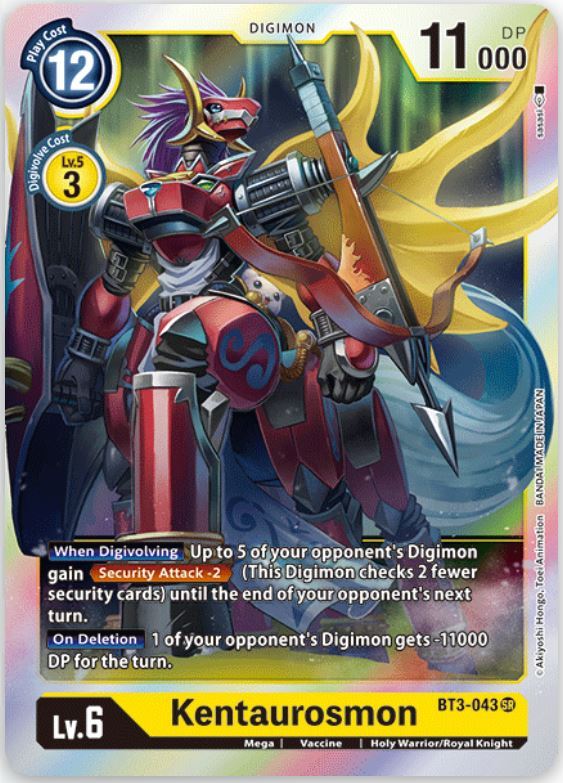 Play Cost
12
DIGIMON
11000
DP
Digivolve Cost
Lv.5
3
sasasi
When Digivolving Up to 5 of your opponent's Digimon
gain Security Attack -2 (This Digimon checks 2 fewer
security cards) until the end of your opponent's next
turn.
On Deletion 1 of your opponent's Digimon gets -11000
DP for the turn.
© Akiyoshi Hongo, Toei Animation BANDAI MADE IN JAPAN
Lv.6
Kentaurosmon
BT3-043 SR
Mega | Vaccine | Holy Warrior/Royal Knight